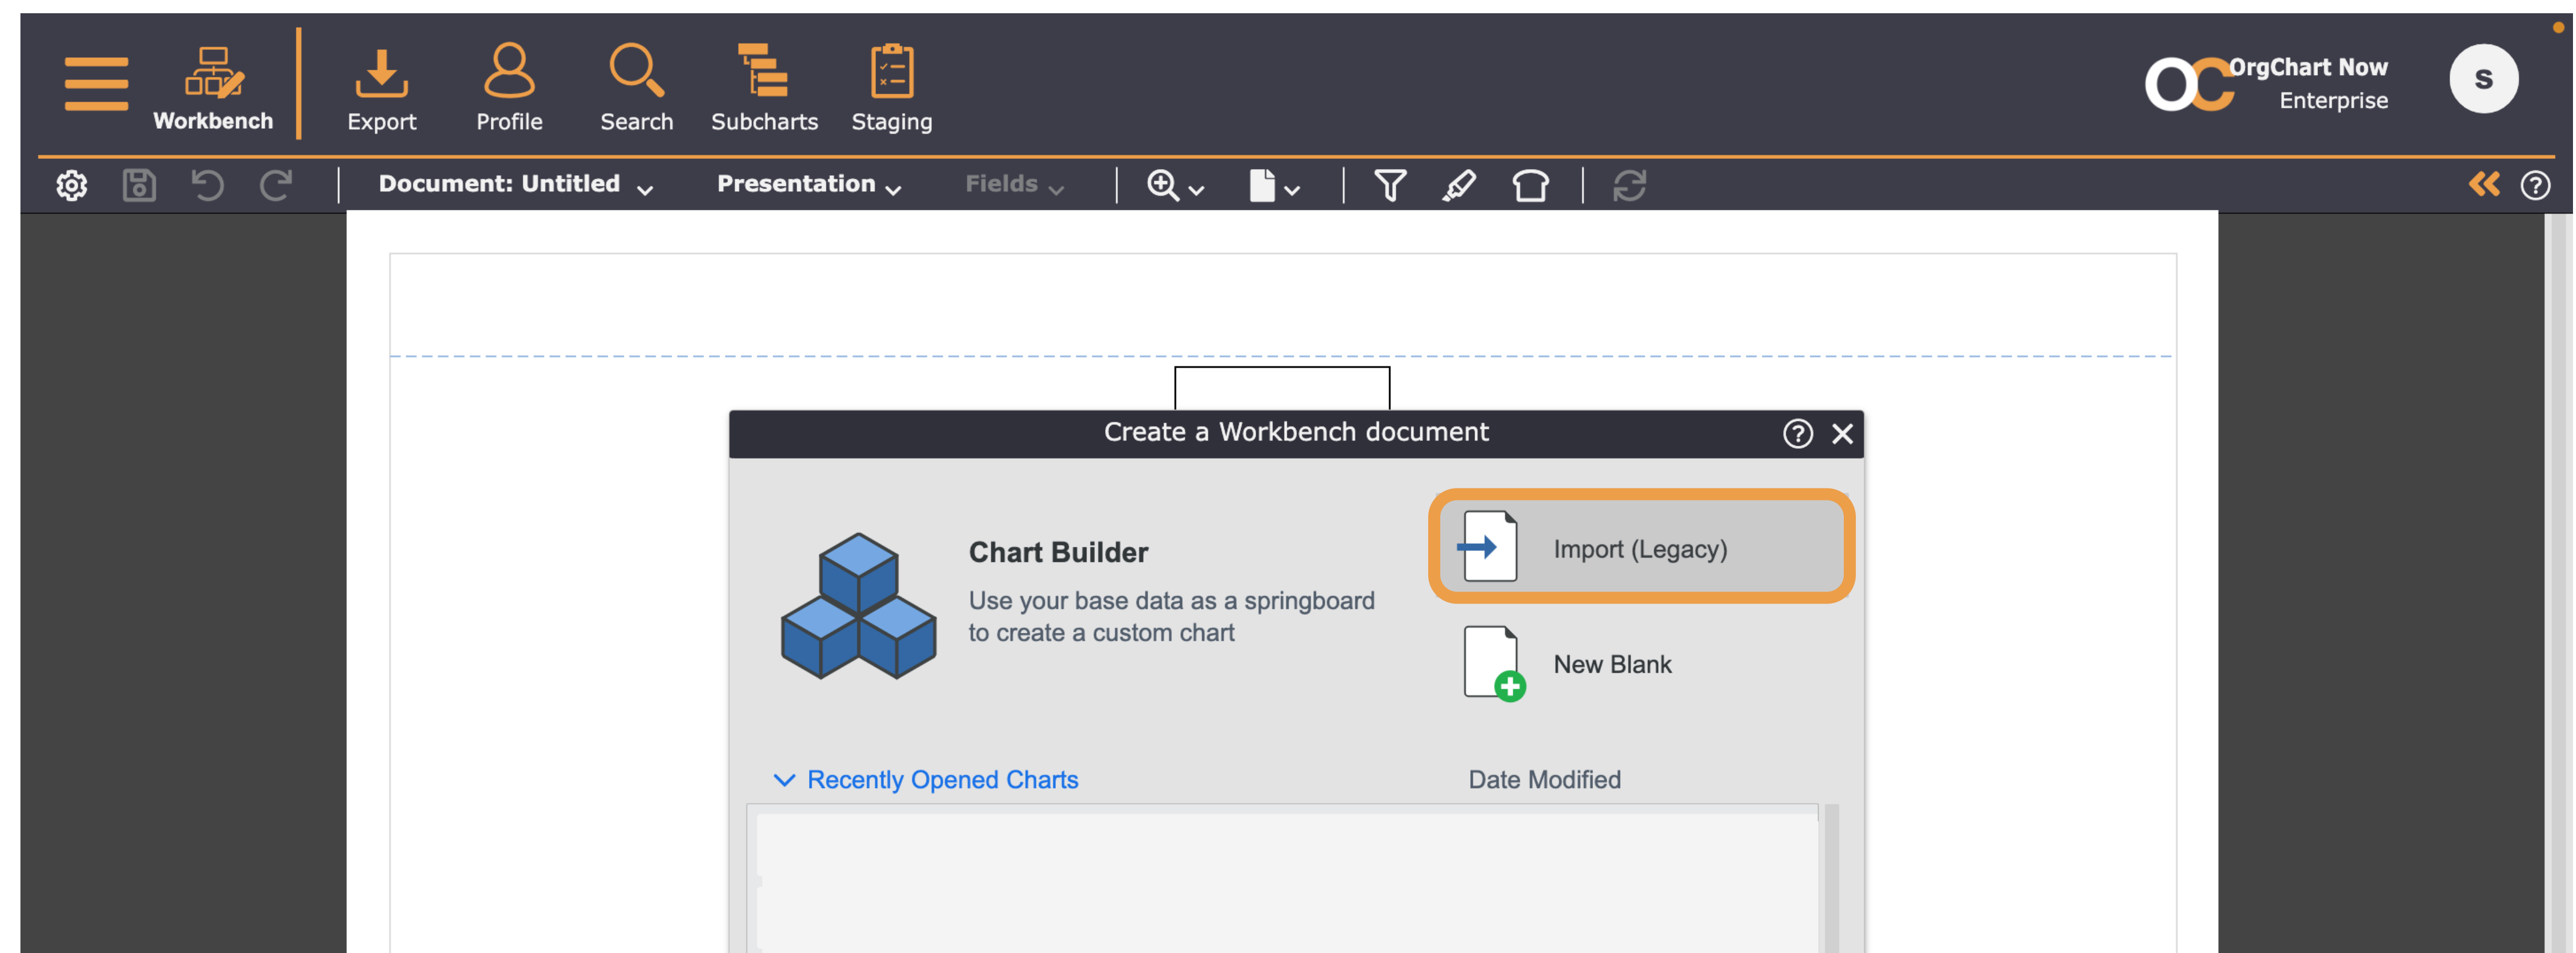 Workbench
Export
Profile
Search
Subcharts
Staging
OC OrgChart Now
Enterprise
S
Document: Untitled
Presentation
Fields
Create a Workbench document
Chart Builder
Use your base data as a springboard
to create a custom chart
Import (Legacy)
New Blank
Recently Opened Charts
Date Modified